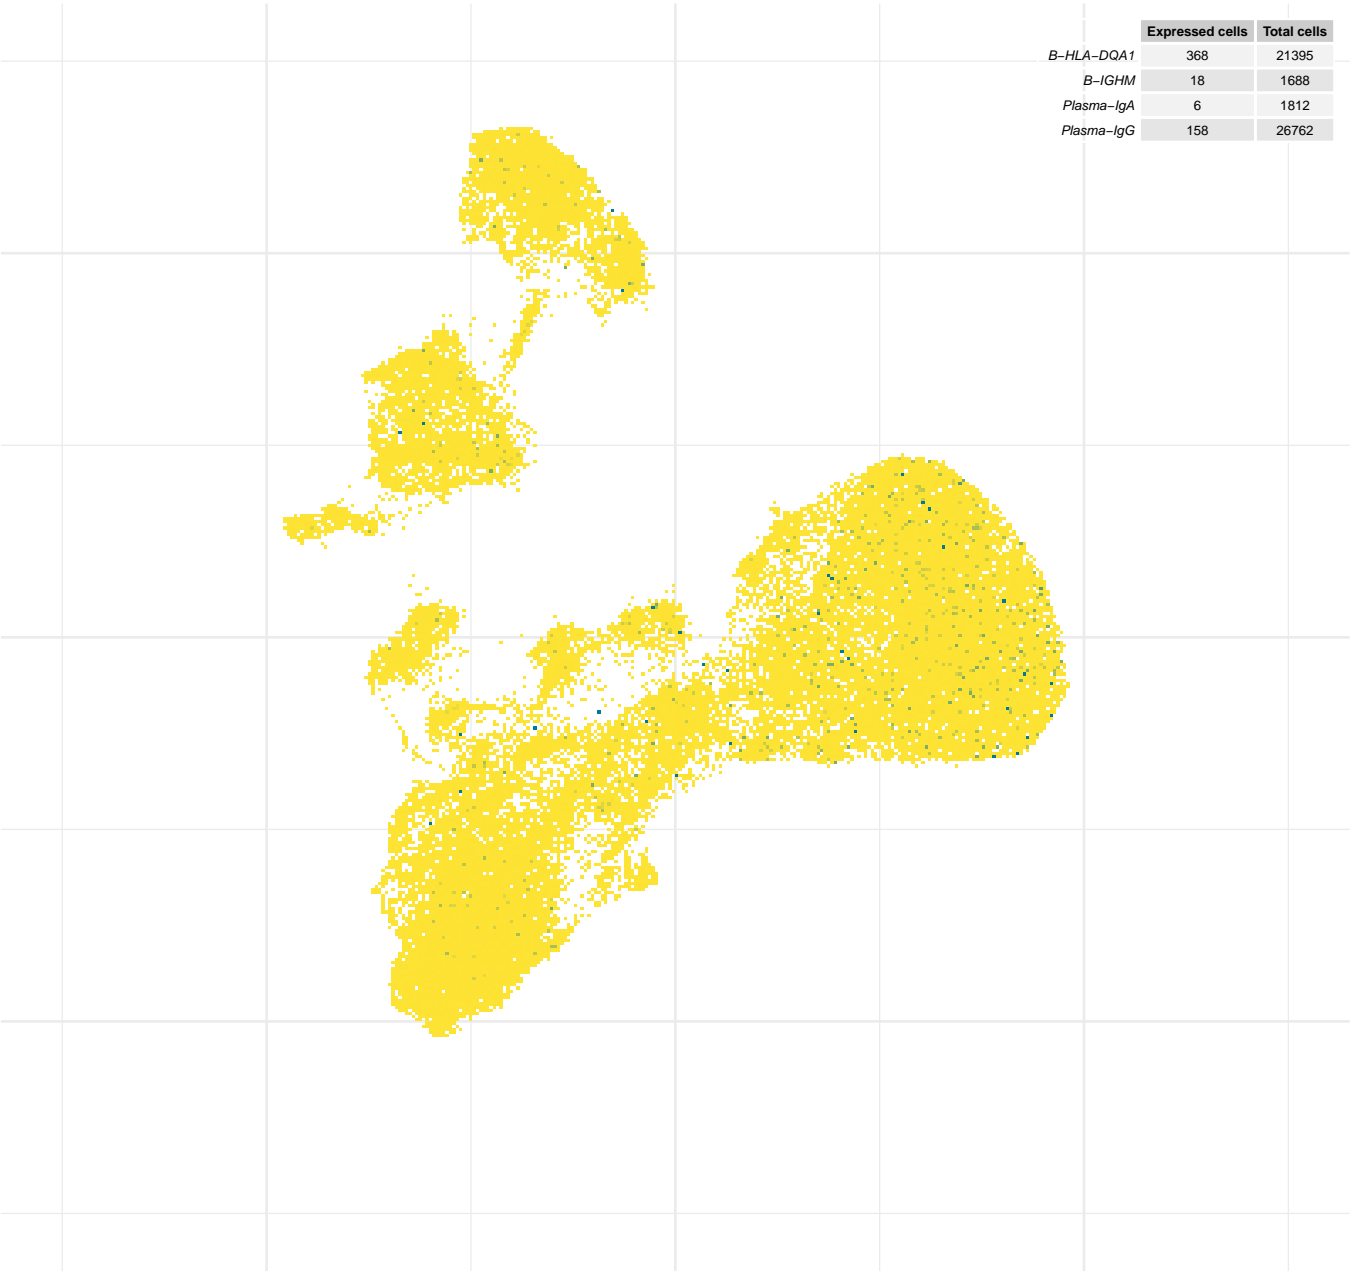 Expressed cells Total cells
B−HLA−DQA1 368 21395
B−IGHM 18 1688
Plasma−IgA 6 1812
Plasma−IgG 158 26762